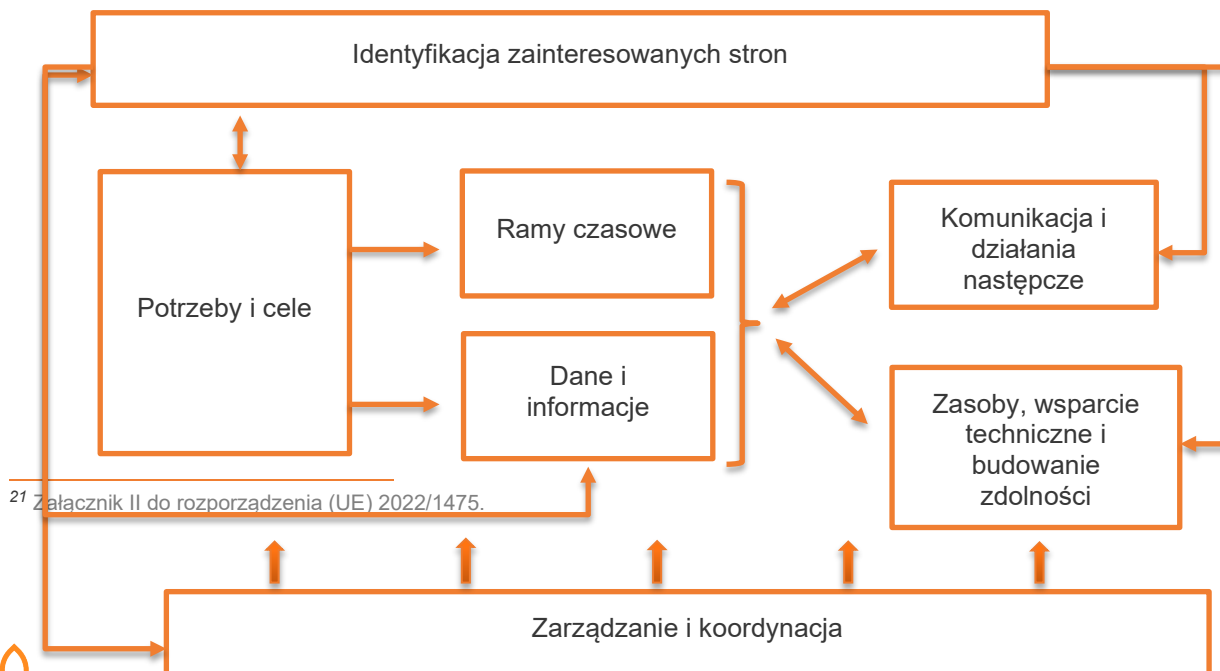 Identyfikacja zainteresowanych stron
Potrzeby i cele
Ramy czasowe
Dane i
informacje
Komunikacja i
działania
następcze
Zasoby, wsparcie
techniczne i
budowanie
zdolności
21 Załącznik II do rozporządzenia (UE) 2022/1475.
Zarządzanie i koordynacja